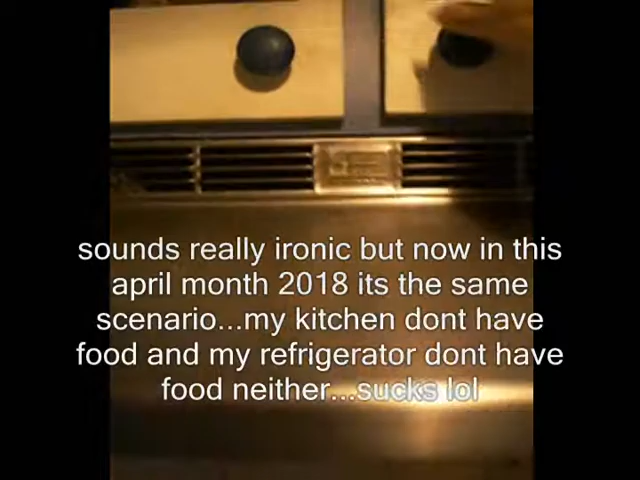 sounds really ironic but now in this
april month 2018 its the same
scenario...my kitchen dont have
food and my refrigerator dont have
food neither...sucks lol